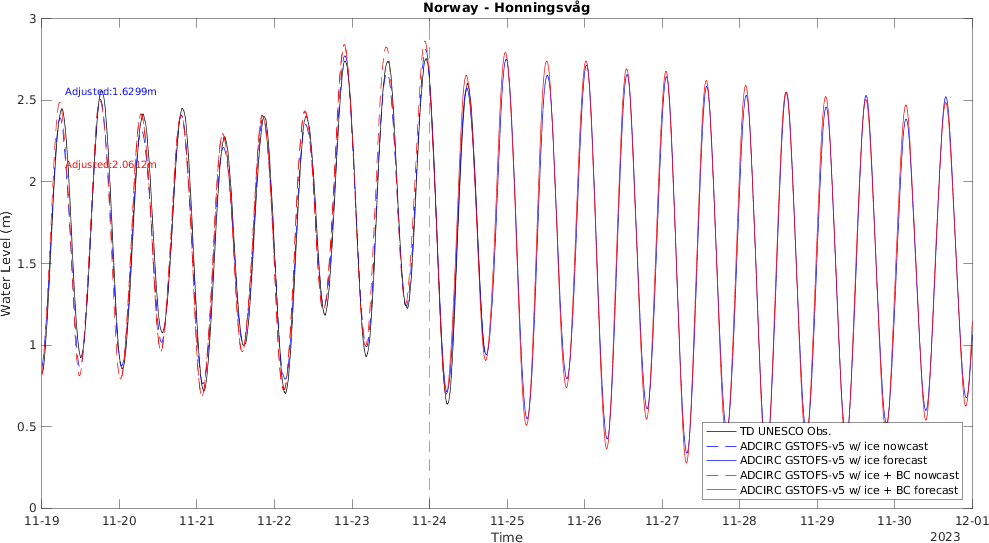 Norway - Honningsvåg
3
2.5
2
1.5
1
0.5
0
Water Level (m)
Adjusted:1.6299m
Adjusted:2.0612m
TD UNESCO Obs.
ADCIRC GSTOFS-v5 w/ ice nowcast
ADCIRC GSTOFS-v5 w/ ice forecast
ADCIRC GSTOFS-v5 w/ ice + BC nowcast
ADCIRC GSTOFS-v5 w/ ice + BC forecast
11-19 11-20 11-21 11-22 11-23 11-24 11-25 11-26 11-27 11-28 11-29 11-30 12-01
Time
2023